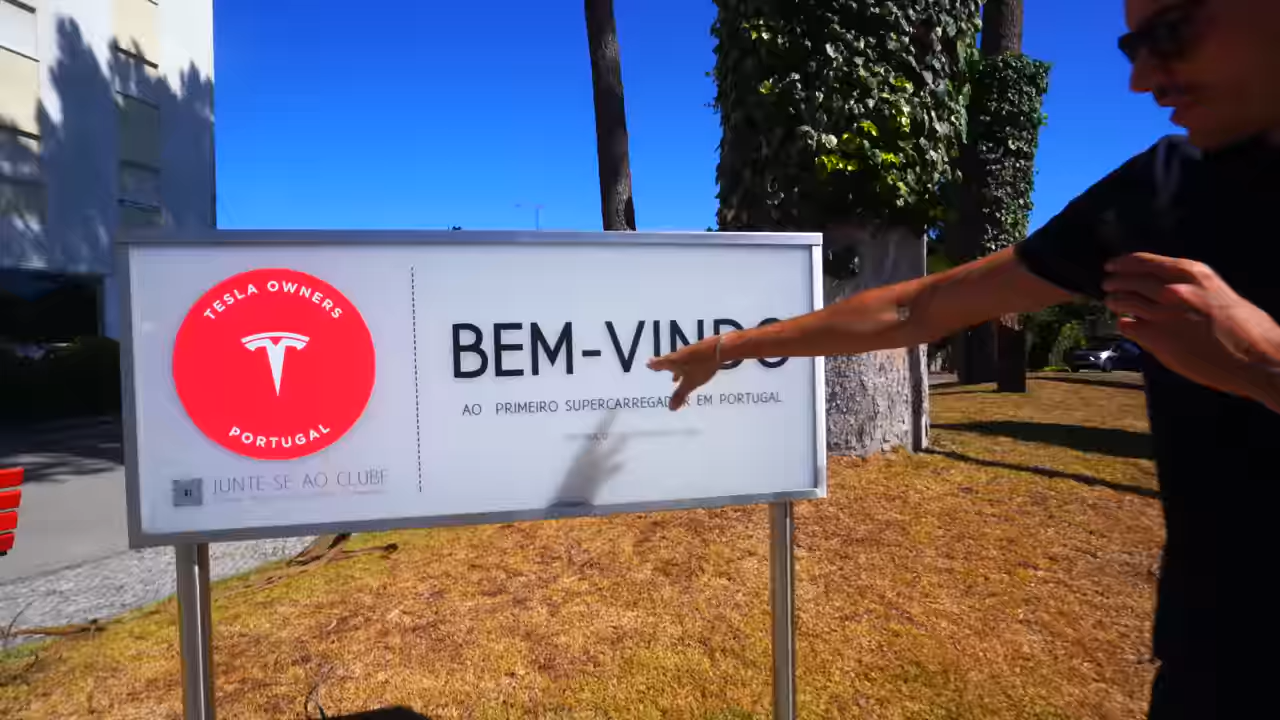 TESLA OWNERS
PORTUGAL
JUNTE-SE AO CLUBE
BEM-VINDO
AO PRIMEIRO SUPERCARREGADOR EM PORTUGAL